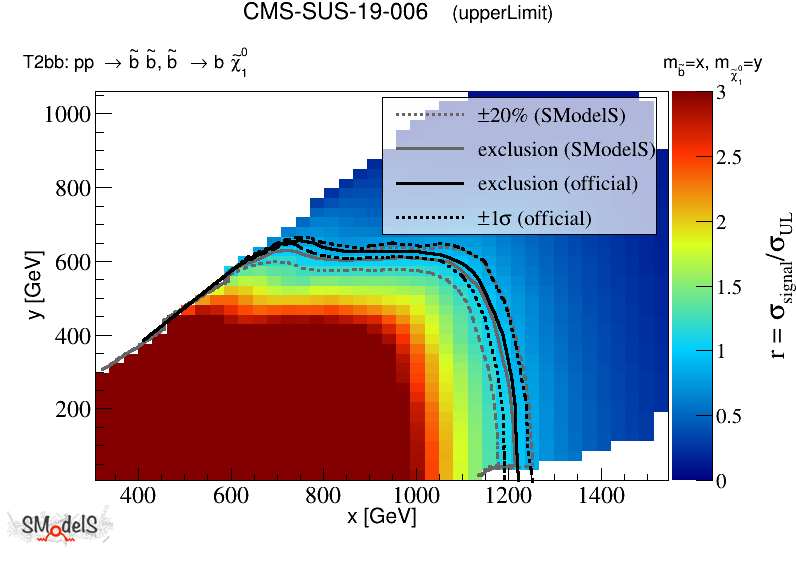 CMS-SUS-19-006 (upperLimit)
T2bb: pp → b̃ b̃, b̃ → b χ̃⁰₁
m_b̃=x, m_χ̃⁰₁=y
±20% (SModelS)
exclusion (SModelS)
exclusion (official)
±1σ (official)
1000
800
600
400
200
y [GeV]
400 600 800 1000 1200 1400
x [GeV]
3
2.5
2
1.5
1
0.5
0
r = σ_signal/σ_UL
SModelS